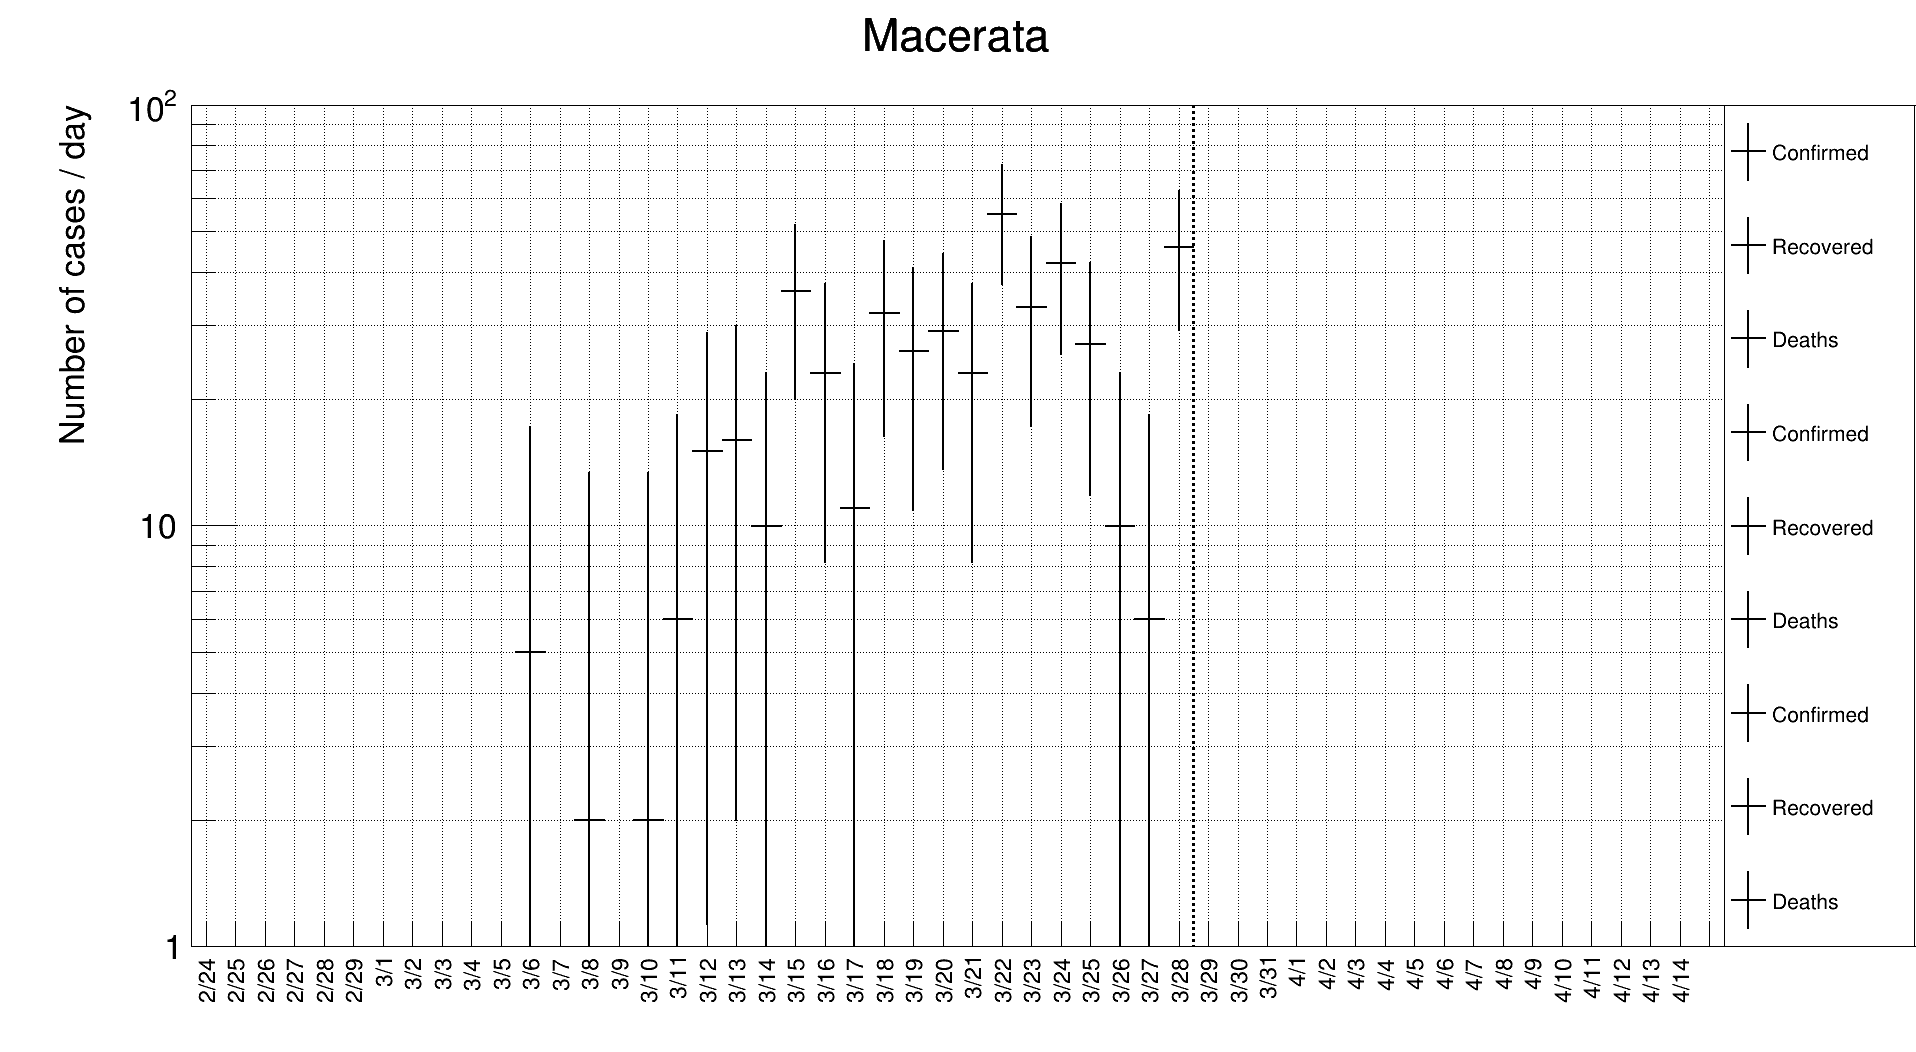 Macerata
Number of cases / day
10²
10
1
2/24 2/25 2/26 2/27 2/28 2/29 3/1 3/2 3/3 3/4 3/5 3/6 3/7 3/8 3/9 3/10 3/11 3/12 3/13 3/14 3/15 3/16 3/17 3/18 3/19 3/20 3/21 3/22 3/23 3/24 3/25 3/26 3/27 3/28 3/29 3/30 3/31 4/1 4/2 4/3 4/4 4/5 4/6 4/7 4/8 4/9 4/10 4/11 4/12 4/13 4/14
Confirmed
Recovered
Deaths
Confirmed
Recovered
Deaths
Confirmed
Recovered
Deaths